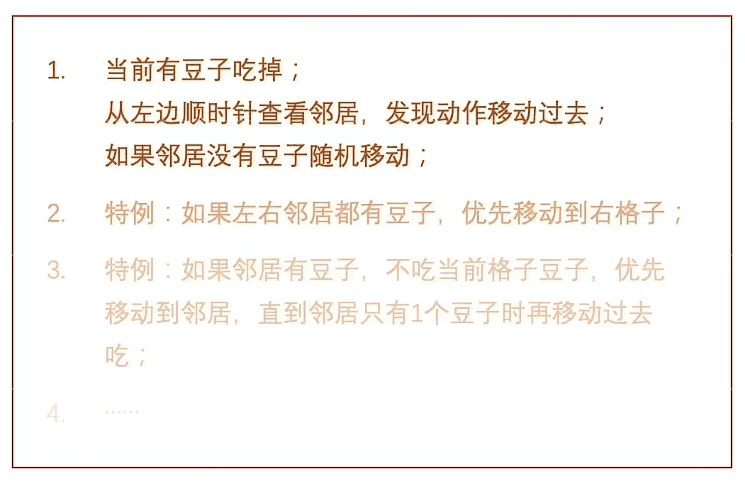 1. 当前有豆子吃掉；
从左边顺时针查看邻居，发现动作移动过去；
如果邻居没有豆子随机移动；
2. 特例：如果左右邻居都有豆子，优先移动到右格子；
3. 特例：如果邻居有豆子，不吃当前格子豆子，优先
移动到邻居，直到邻居只有1个豆子时再移动过去
吃；
4. ……